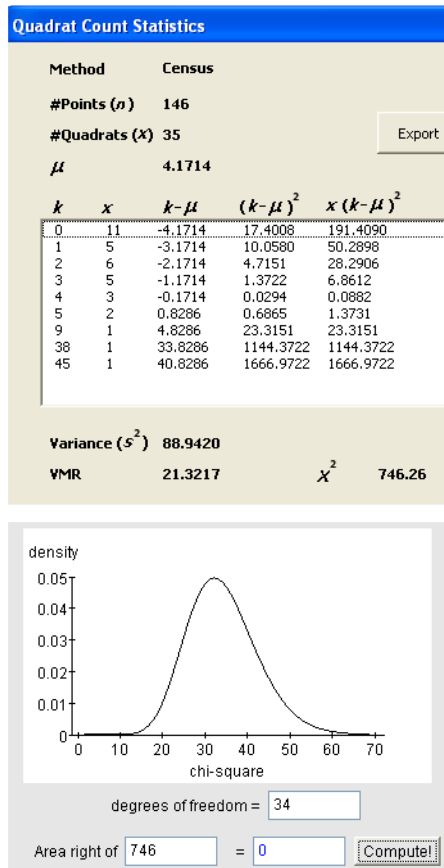 Quadrat Count Statistics
Method Census
#Points (n) 146
#Quadrats (x) 35
Export
μ 4.1714
k x k-μ (k-μ)² x (k-μ)²
0 11 -4.1714 17.4008 191.4090
1 5 -3.1714 10.0580 50.2898
2 6 -2.1714 4.7151 28.2906
3 5 -1.1714 1.3722 6.8612
4 3 -0.1714 0.0294 0.0882
5 2 0.8286 0.6865 1.3731
9 1 4.8286 23.3151 23.3151
38 1 33.8286 1144.3722 1144.3722
45 1 40.8286 1666.9722 1666.9722
Variance (s²) 88.9420
VMR 21.3217 X² 746.26
density
0.05
0.04
0.03
0.02
0.01
0
0 10 20 30 40 50 60 70
chi-square
degrees of freedom = 34
Area right of 746 = 0 Compute!